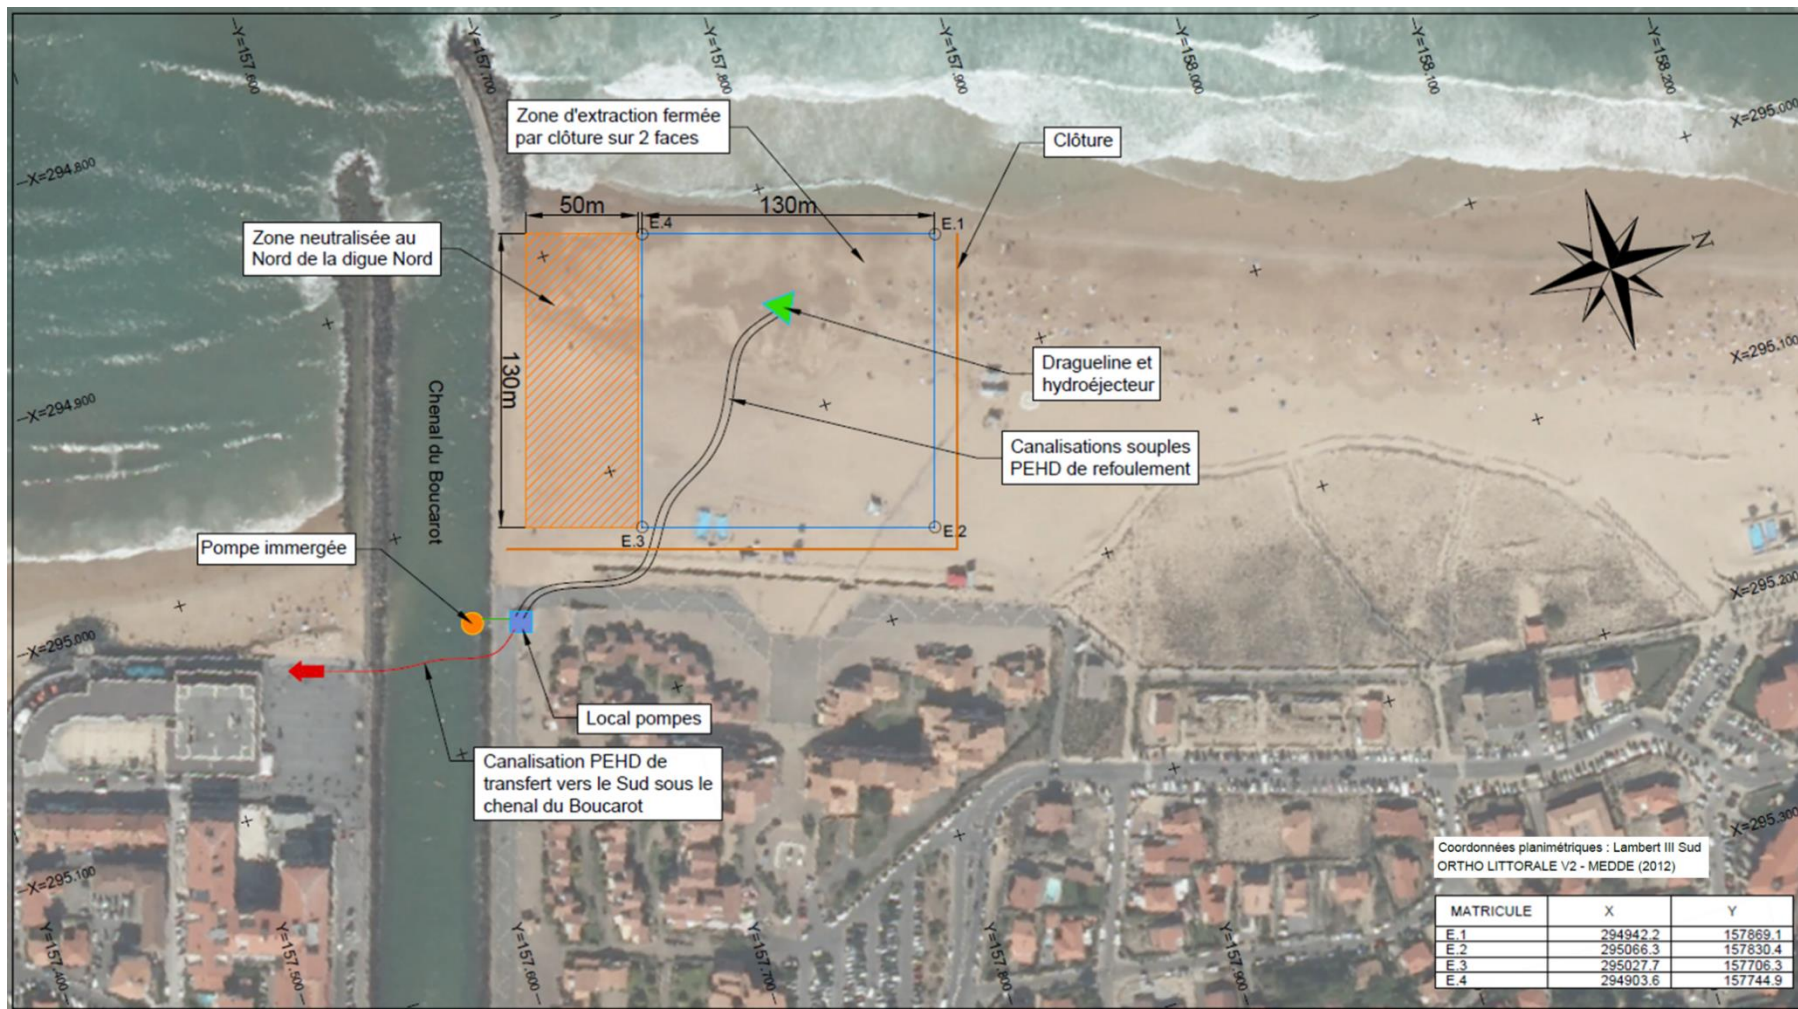 Y=157.600
Y=157.700
Y=157.800
Y=157.900
Y=158.000
Y=158.100
Y=158.200
X=295.000
Zone d'extraction fermée
par clôture sur 2 faces
Clôture
X=294.800
50m
130m
E.4
E.1
Zone neutralisée au
Nord de la digue Nord
N
130m
Dragueline et
hydroéjecteur
X=295.100
X=294.900
Chenal du Boucarot
Canalisations souples
PEHD de refoulement
E.3
E.2
Pompe immergée
X=295.200
X=295.000
Local pompes
Canalisation PEHD de
transfert vers le Sud sous le
chenal du Boucarot
X=295.300
X=295.100
Coordonnées planimétriques : Lambert III Sud
ORTHO LITTORALE V2 - MEDDE (2012)
Y=157.400
Y=157.500
Y=157.600
Y=157.700
Y=157.800
Y=157.900
MATRICULE X Y
E.1 294942.2 157869.1
E.2 295066.3 157830.4
E.3 295027.7 157706.3
E.4 294903.6 157744.9